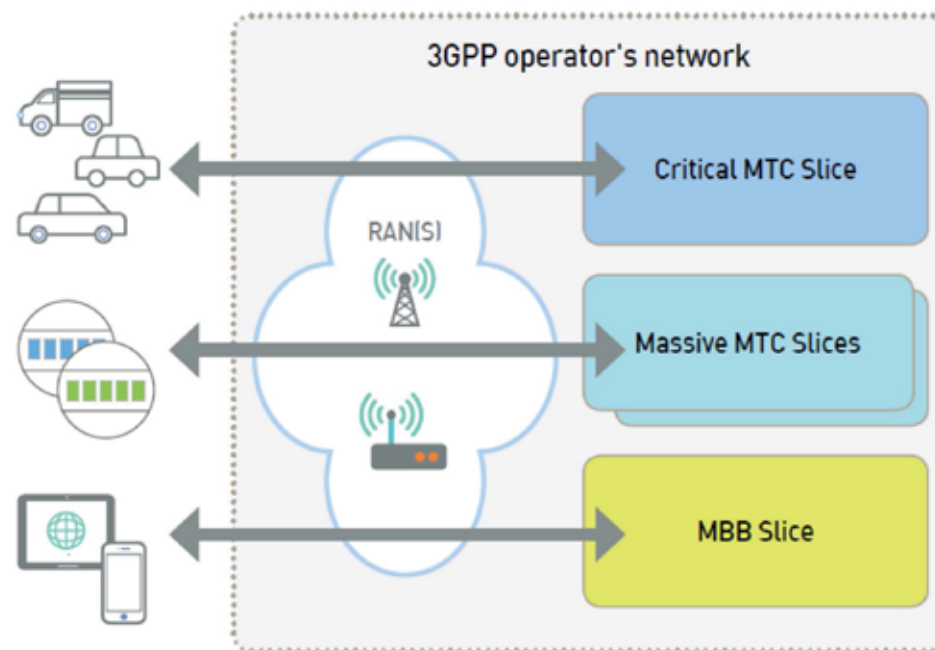 3GPP operator's network
Critical MTC Slice
RAN(S)
Massive MTC Slices
MBB Slice